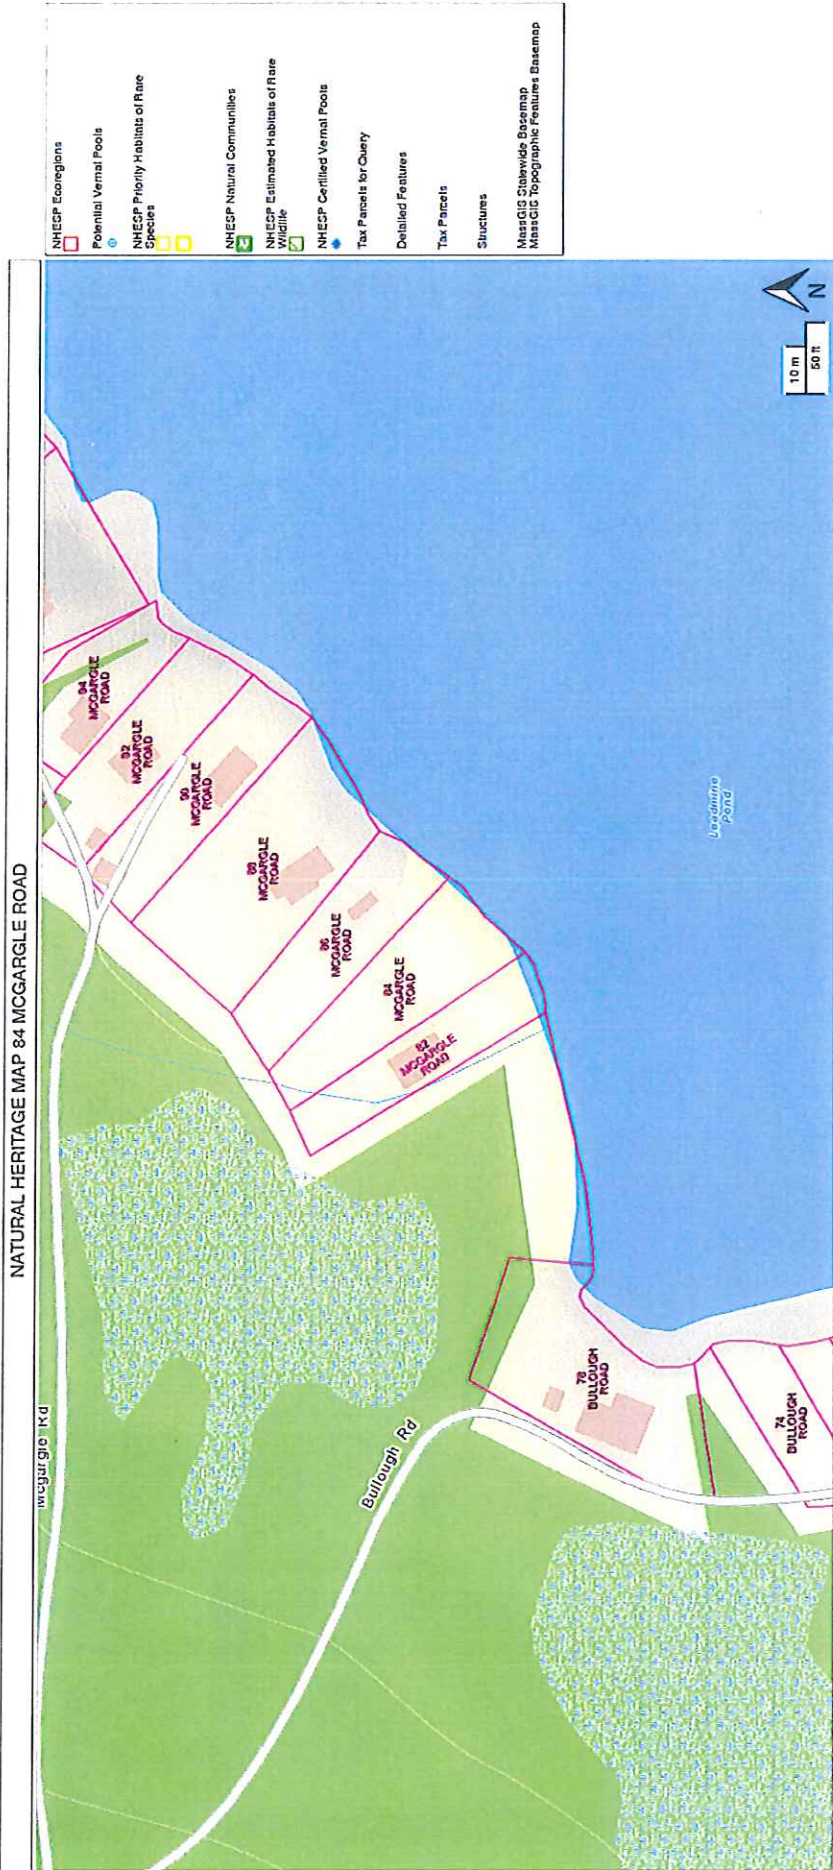 NATURAL HERITAGE MAP 84 MCGARGLE ROAD
NHESP Ecoregions
Potential Vernal Pools
NHESP Priority Habitats of Rare
Species
NHESP Natural Communities
NHESP Estimated Habitats of Rare
Wildlife
NHESP Certified Vernal Pools
Tax Parcels for Query
Detailed Features
Tax Parcels
Structures
MassGIS Statewide Basemap
MassGIS Topographic Features Basemap
94
MCGARGLE
ROAD
92
MCGARGLE
ROAD
90
MCGARGLE
ROAD
88
MCGARGLE
ROAD
86
MCGARGLE
ROAD
84
MCGARGLE
ROAD
82
MCGARGLE
ROAD
Leadmine
Pond
Mcgargle Rd
Bullough Rd
78
BULLOUGH
ROAD
74
BULLOUGH
ROAD
10 m
50 ft
N